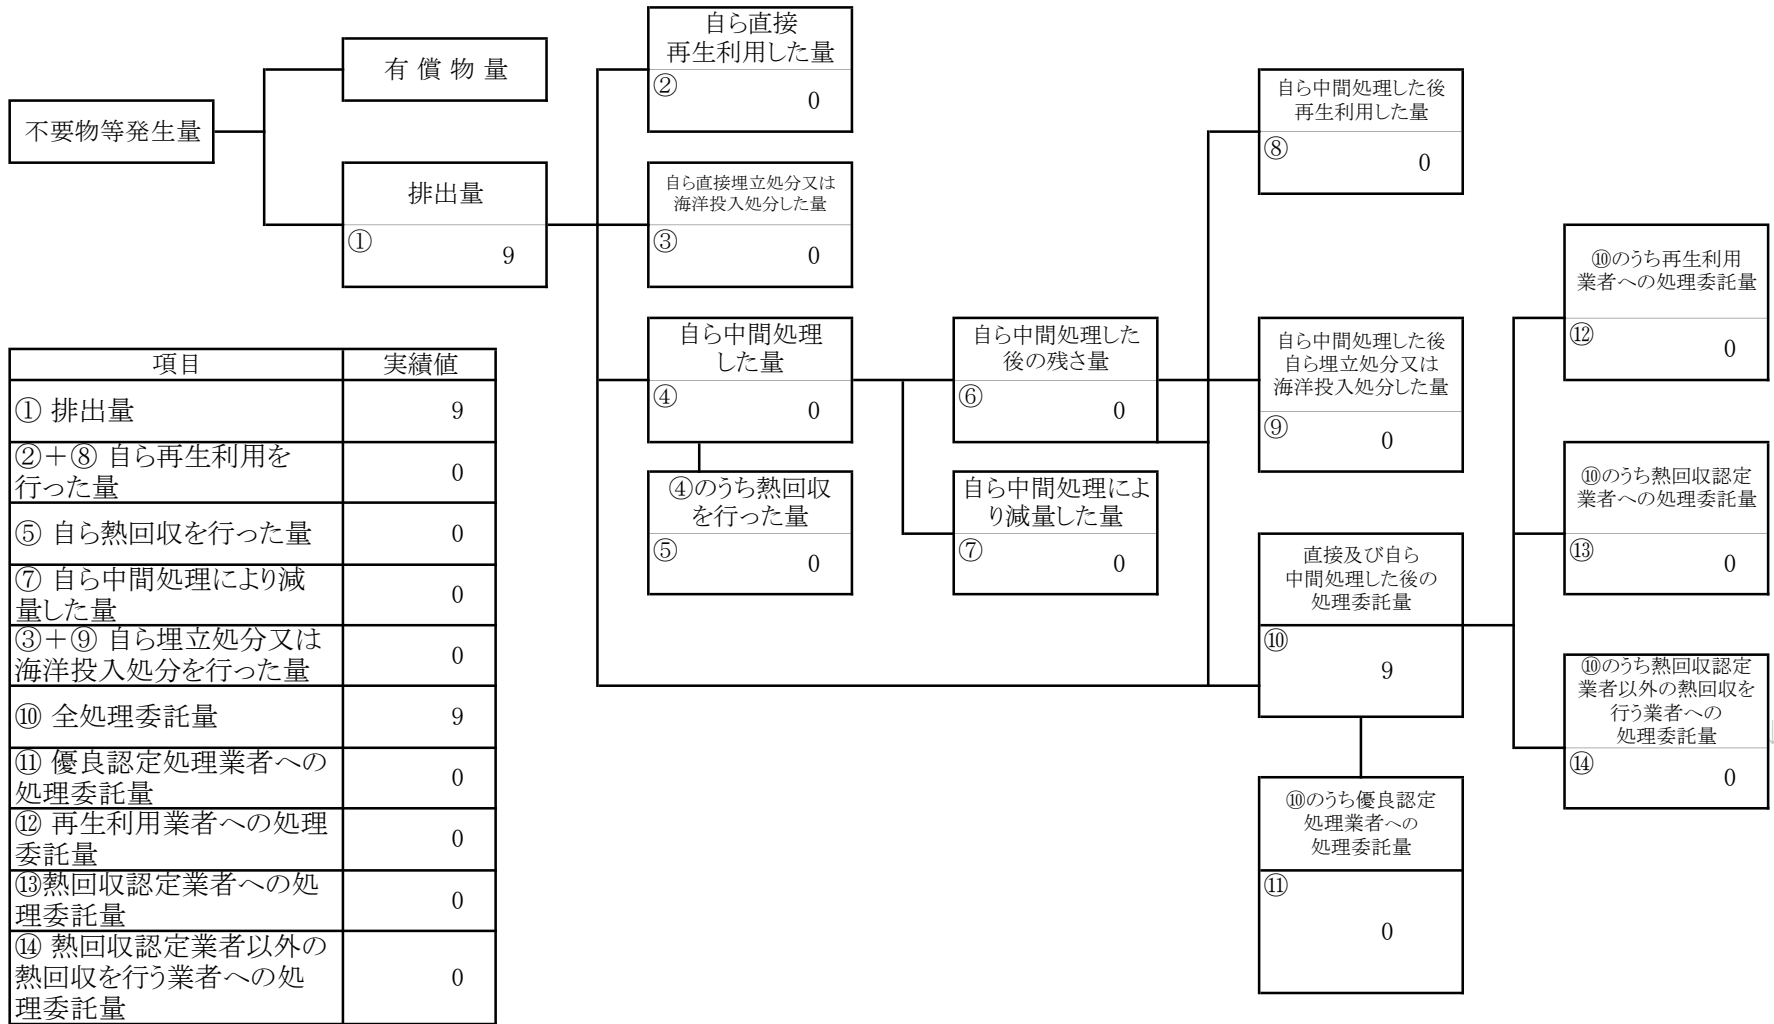 不要物等発生量
有 償 物 量
排出量
①
9
自ら直接
再生利用した量
②
0
自ら直接埋立処分又は
海洋投入処分した量
③
0
自ら中間処理
した量
④
0
④のうち熱回収
を行った量
⑤
0
自ら中間処理した
後の残さ量
⑥
0
自ら中間処理によ
り減量した量
⑦
0
自ら中間処理した後
再生利用した量
⑧
0
自ら中間処理した後
自ら埋立処分又は
海洋投入処分した量
⑨
0
直接及び自ら
中間処理した後の
処理委託量
⑩
9
⑩のうち優良認定
処理業者への
処理委託量
⑪
0
⑩のうち再生利用
業者への処理委託量
⑫
0
⑩のうち熱回収認定
業者への処理委託量
⑬
0
⑩のうち熱回収認定
業者以外の熱回収を
行う業者への
処理委託量
⑭
0
項目 実績値
① 排出量 9
②＋⑧ 自ら再生利用を
行った量 0
⑤ 自ら熱回収を行った量 0
⑦ 自ら中間処理により減
量した量 0
③＋⑨ 自ら埋立処分又は
海洋投入処分を行った量 0
⑩ 全処理委託量 9
⑪ 優良認定処理業者への
処理委託量 0
⑫ 再生利用業者への処理
委託量 0
⑬熱回収認定業者への処
理委託量 0
⑭ 熱回収認定業者以外の
熱回収を行う業者への処
理委託量 0